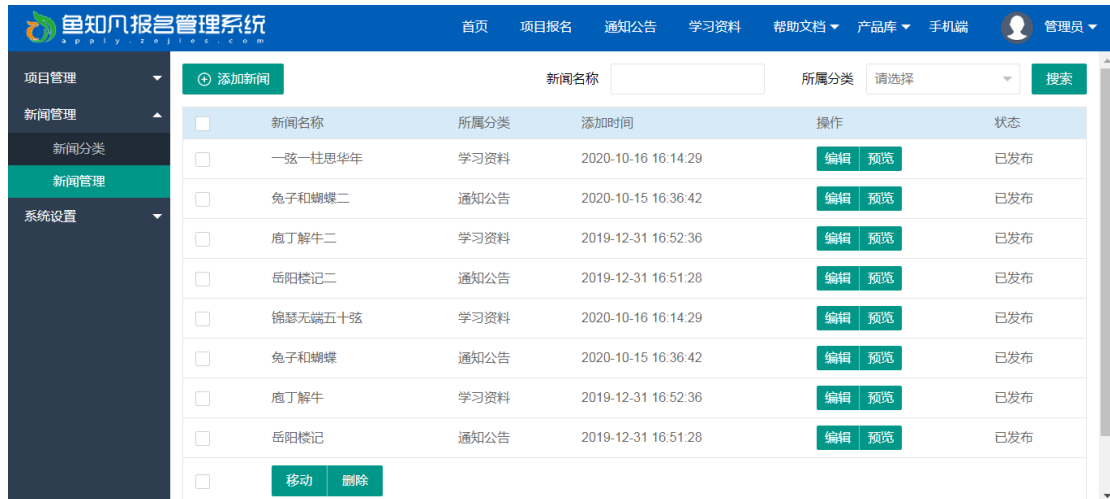 鱼知凡报名管理系统
apply.zejies.com
首页 项目报名 通知公告 学习资料 帮助文档 产品库 手机端 管理员
项目管理
新闻管理
新闻分类
新闻管理
系统设置
添加新闻 新闻名称 所属分类 请选择 搜索
新闻名称 所属分类 添加时间 操作 状态
一弦一柱思华年 学习资料 2020-10-16 16:14:29 编辑 预览 已发布
兔子和蝴蝶二 通知公告 2020-10-15 16:36:42 编辑 预览 已发布
庖丁解牛二 学习资料 2019-12-31 16:52:36 编辑 预览 已发布
岳阳楼记二 通知公告 2019-12-31 16:51:28 编辑 预览 已发布
锦瑟无端五十弦 学习资料 2020-10-16 16:14:29 编辑 预览 已发布
兔子和蝴蝶 通知公告 2020-10-15 16:36:42 编辑 预览 已发布
庖丁解牛 学习资料 2019-12-31 16:52:36 编辑 预览 已发布
岳阳楼记 通知公告 2019-12-31 16:51:28 编辑 预览 已发布
移动 删除